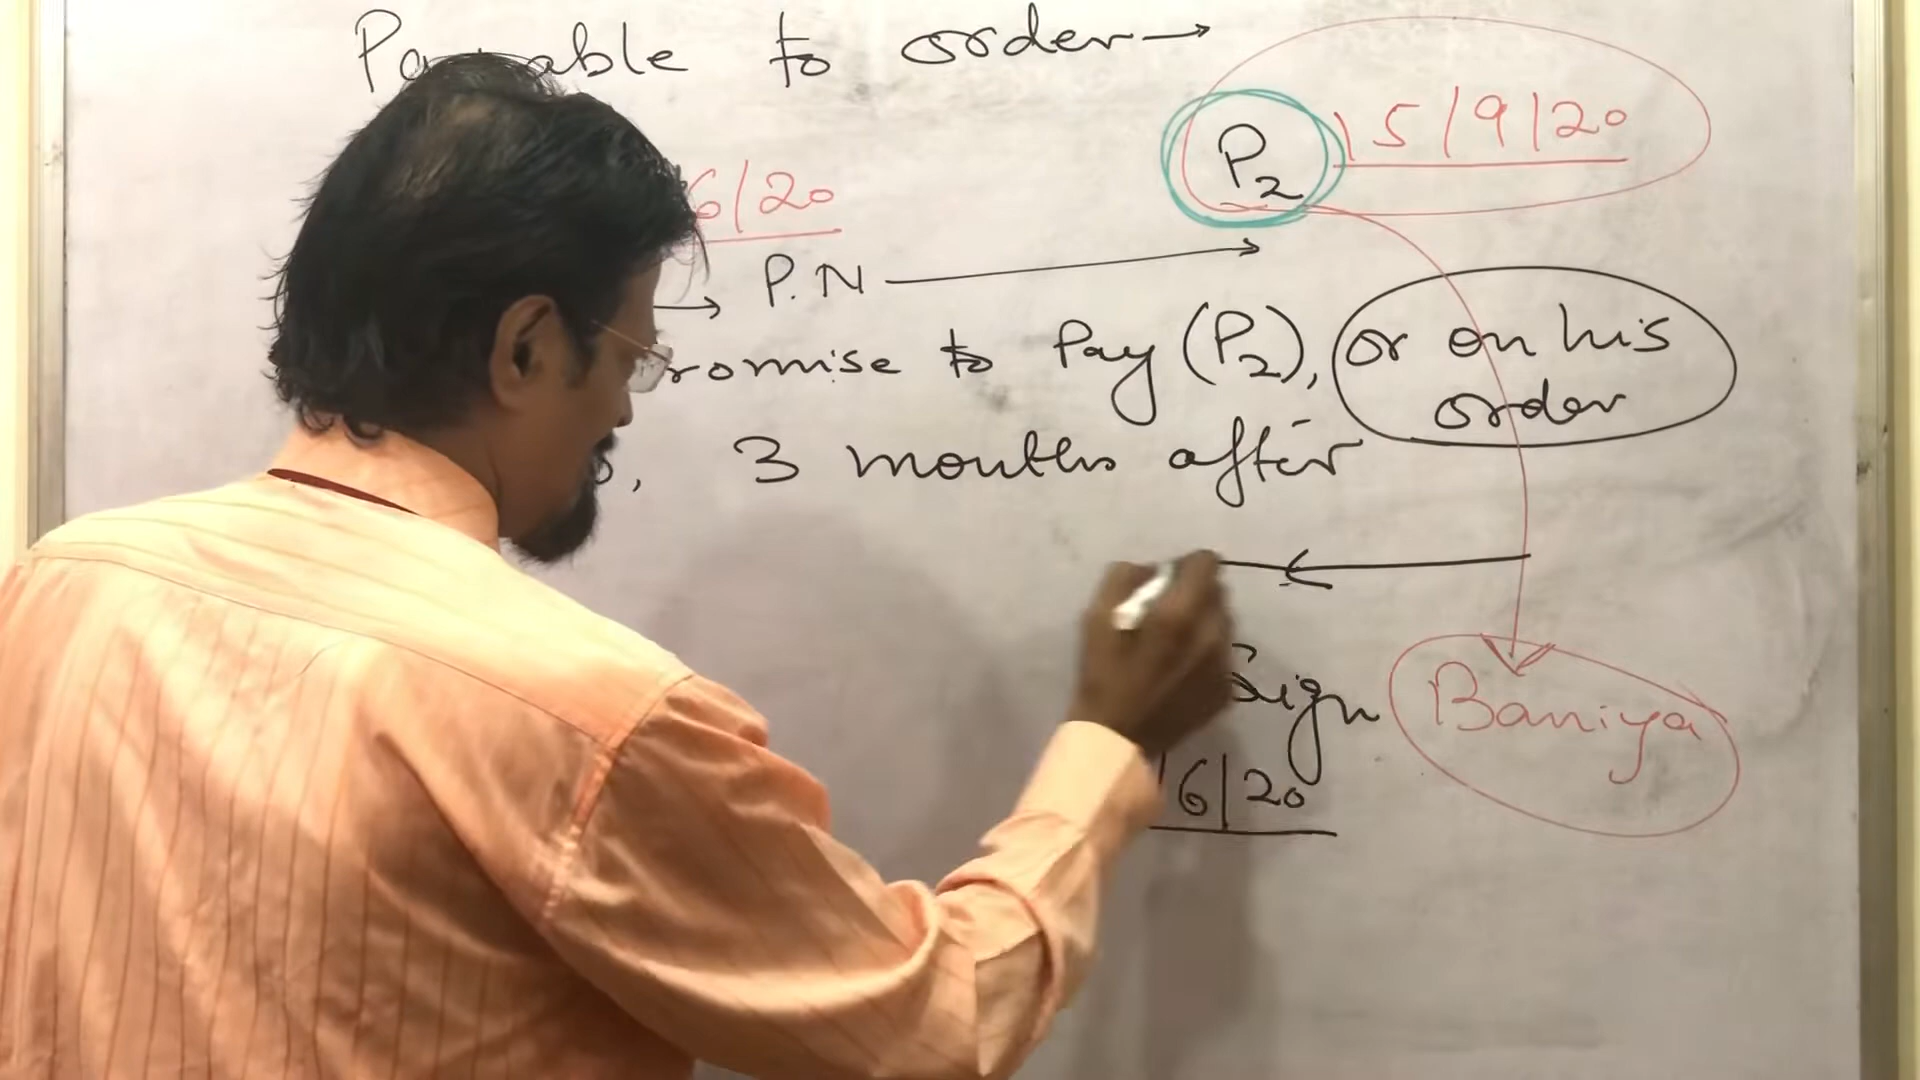 Payable to order →
P2 15/9/20
6/20
→ P.N →
romise to Pay (P2), or on his
order
, 3 months after
Sign Baniya
/6/20